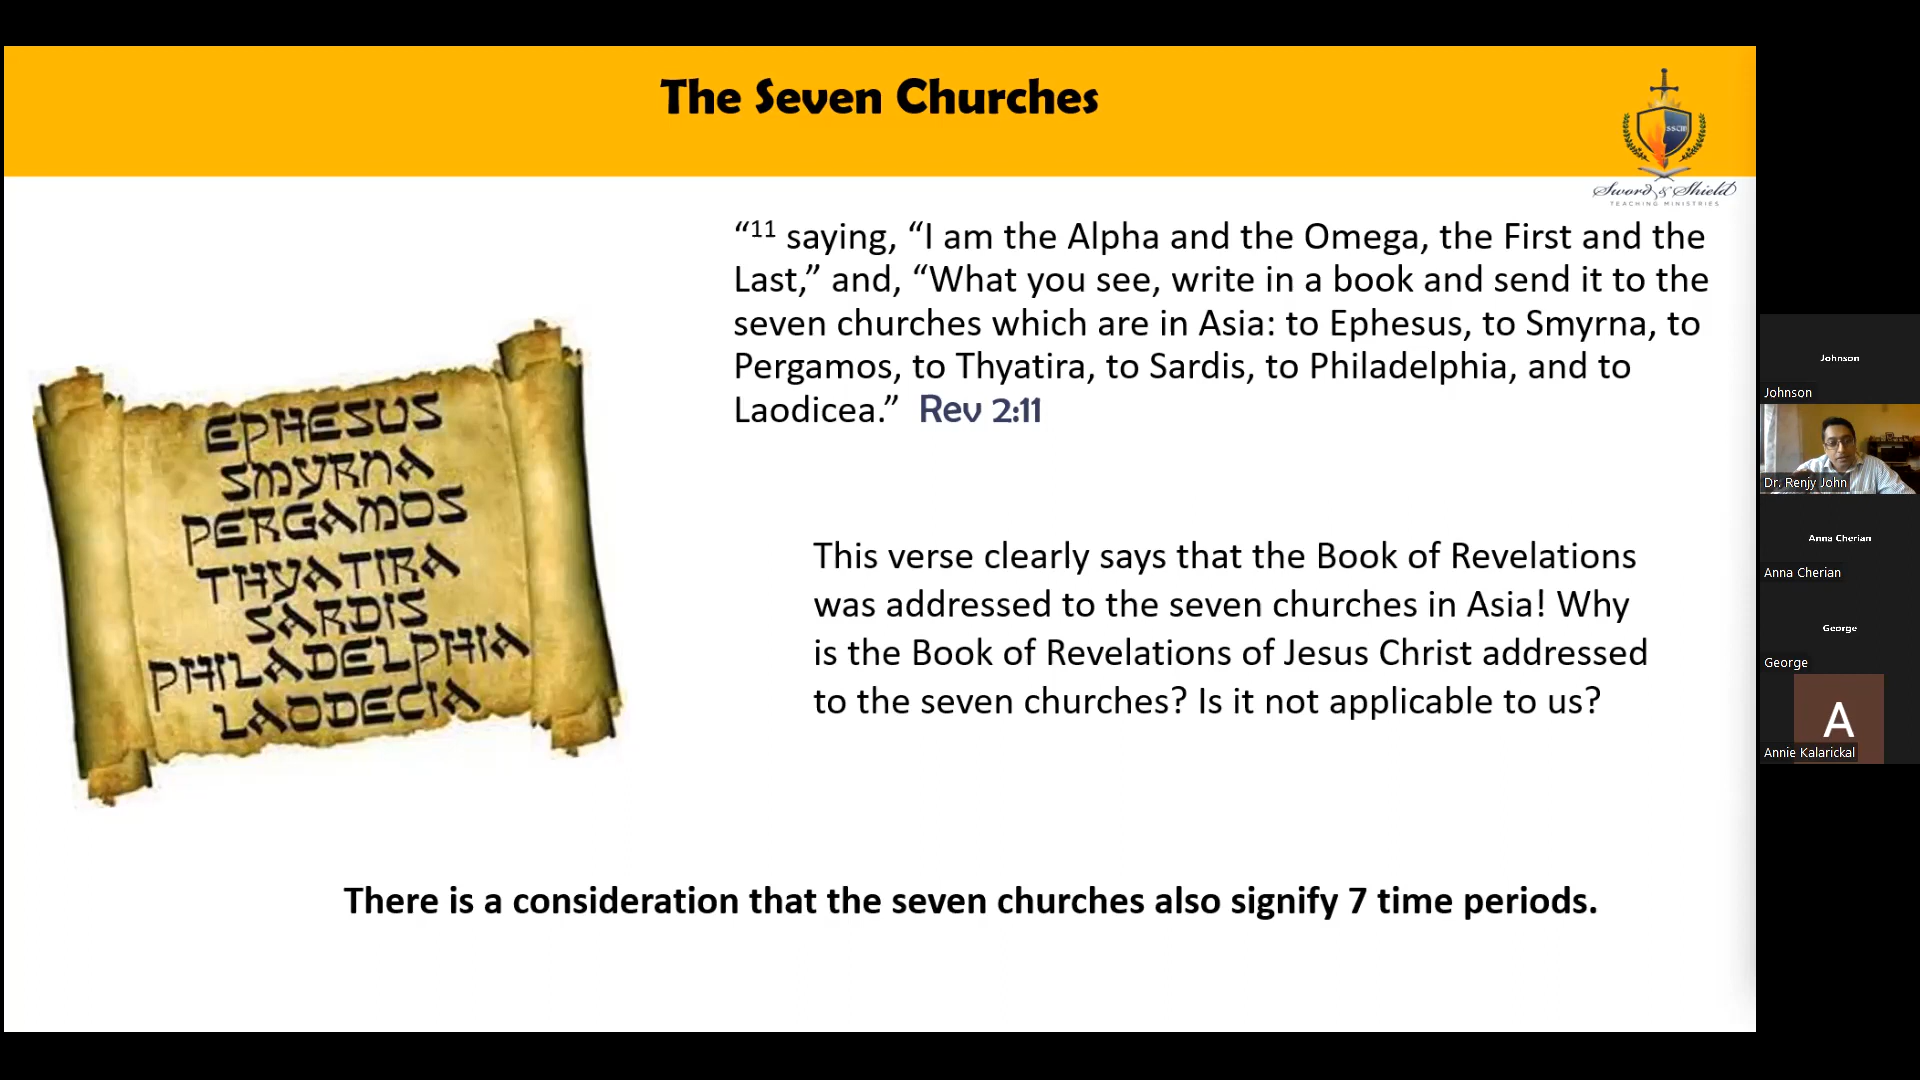 The Seven Churches
SSCM
Sword & Shield
TEACHING MINISTRIES
“11 saying, “I am the Alpha and the Omega, the First and the
Last,” and, “What you see, write in a book and send it to the
seven churches which are in Asia: to Ephesus, to Smyrna, to
Pergamos, to Thyatira, to Sardis, to Philadelphia, and to
Laodicea.” Rev 2:11
EPHESUS
SMYRNA
PERGAMOS
THYATIRA
SARDIS
PHILADELPHIA
LAODECIA
This verse clearly says that the Book of Revelations
was addressed to the seven churches in Asia! Why
is the Book of Revelations of Jesus Christ addressed
to the seven churches? Is it not applicable to us?
There is a consideration that the seven churches also signify 7 time periods.
Johnson
Johnson
Dr. Renjy John
Anna Cherian
Anna Cherian
George
George
A
Annie Kalarickal